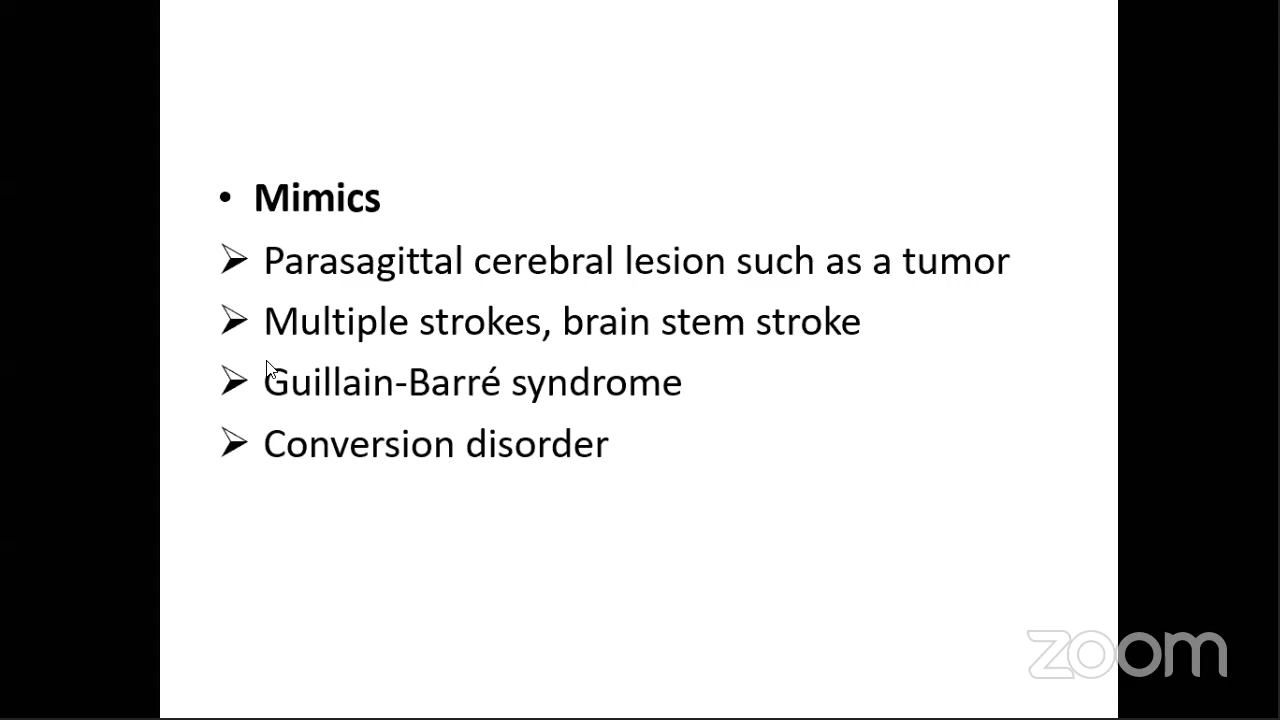 • Mimics
➢ Parasagittal cerebral lesion such as a tumor
➢ Multiple strokes, brain stem stroke
➢ Guillain-Barré syndrome
➢ Conversion disorder
zoom